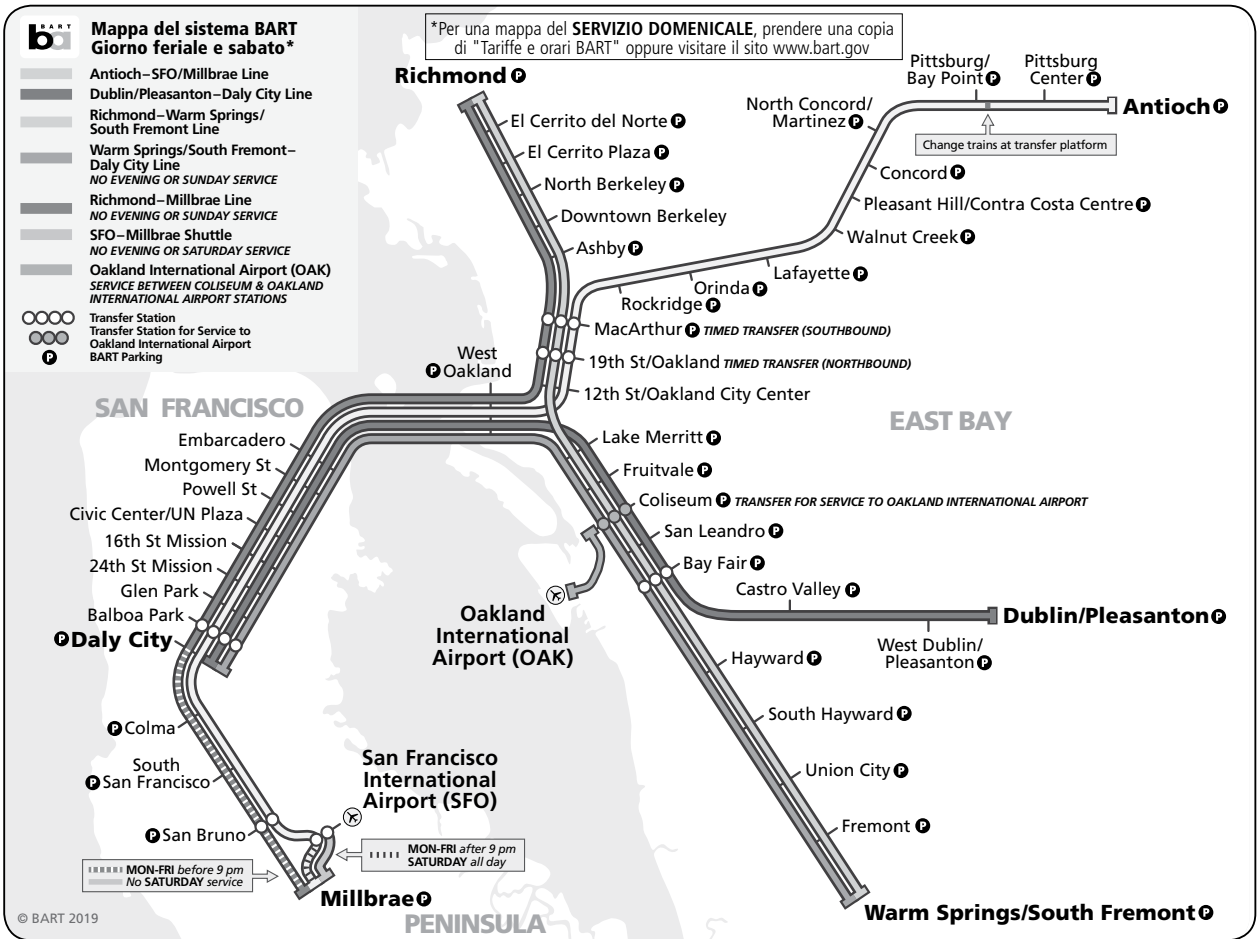 BART
ba
Mappa del sistema BART
Giorno feriale e sabato*
Antioch–SFO/Millbrae Line
Dublin/Pleasanton–Daly City Line
Richmond–Warm Springs/
South Fremont Line
Warm Springs/South Fremont–
Daly City Line
NO EVENING OR SUNDAY SERVICE
Richmond–Millbrae Line
NO EVENING OR SUNDAY SERVICE
SFO–Millbrae Shuttle
NO EVENING OR SATURDAY SERVICE
Oakland International Airport (OAK)
SERVICE BETWEEN COLISEUM & OAKLAND
INTERNATIONAL AIRPORT STATIONS
Transfer Station
Transfer Station for Service to
Oakland International Airport
P BART Parking
*Per una mappa del SERVIZIO DOMENICALE, prendere una copia
di "Tariffe e orari BART" oppure visitare il sito www.bart.gov
Richmond P
El Cerrito del Norte P
El Cerrito Plaza P
North Berkeley P
Downtown Berkeley
Ashby P
Pittsburg/
Bay Point P
Pittsburg
Center P
Antioch P
Change trains at transfer platform
North Concord/
Martinez P
Concord P
Pleasant Hill/Contra Costa Centre P
Walnut Creek P
Lafayette P
Orinda P
Rockridge P
MacArthur P TIMED TRANSFER (SOUTHBOUND)
19th St/Oakland TIMED TRANSFER (NORTHBOUND)
12th St/Oakland City Center
West
P Oakland
SAN FRANCISCO
EAST BAY
Embarcadero
Montgomery St
Powell St
Civic Center/UN Plaza
16th St Mission
24th St Mission
Glen Park
Balboa Park
P Daly City
Lake Merritt P
Fruitvale P
Coliseum P TRANSFER FOR SERVICE TO OAKLAND INTERNATIONAL AIRPORT
San Leandro P
Bay Fair P
Castro Valley P
Dublin/Pleasanton P
West Dublin/
Pleasanton P
Oakland
International
Airport (OAK)
Hayward P
South Hayward P
Union City P
Fremont P
Warm Springs/South Fremont P
P Colma
South
P San Francisco
P San Bruno
San Francisco
International
Airport (SFO)
MON-FRI before 9 pm
No SATURDAY service
MON-FRI after 9 pm
SATURDAY all day
Millbrae P
PENINSULA
© BART 2019